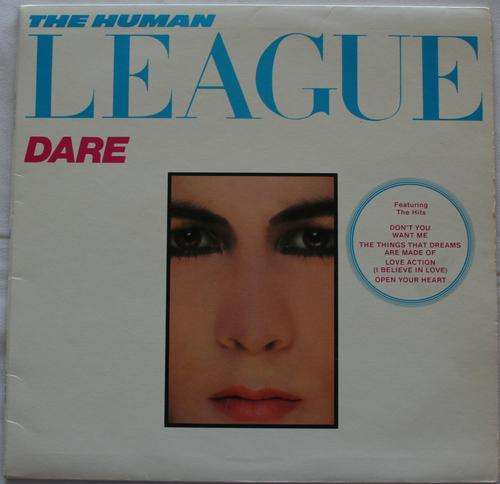 THE HUMAN
LEAGUE
DARE
Featuring
The Hits
DON'T YOU
WANT ME
THE THINGS THAT DREAMS
ARE MADE OF
LOVE ACTION
(I BELIEVE IN LOVE)
OPEN YOUR HEART